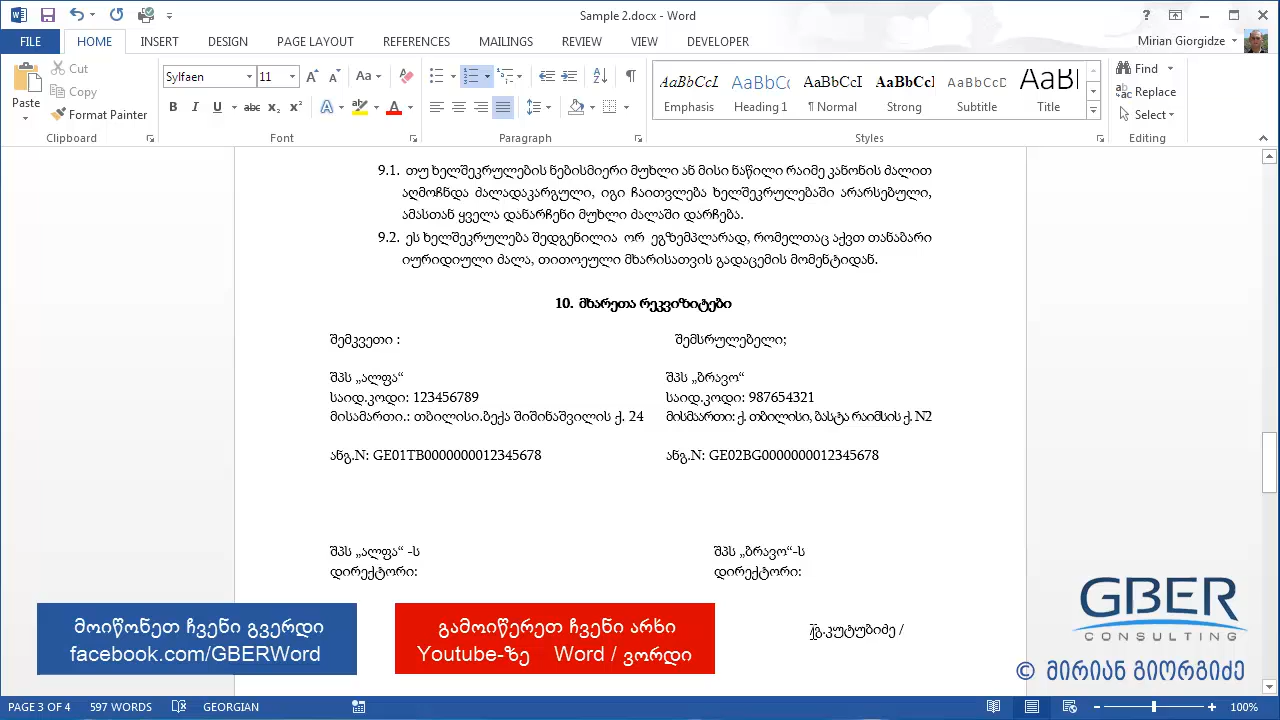 Sample 2.docx - Word
FILE HOME INSERT DESIGN PAGE LAYOUT REFERENCES MAILINGS REVIEW VIEW DEVELOPER Mirian Giorgidze
Paste Cut Copy Format Painter
Clipboard
Sylfaen 11
Font
Paragraph
AaBbCcI AaBbCc AaBbCcI AaBbCcI AaBbCcD AaBI
Emphasis Heading 1 ¶ Normal Strong Subtitle Title
Styles
Find Replace Select
Editing
9.1. თუ ხელშეკრულების ნებისმიერი მუხლი ან მისი ნაწილი რაიმე კანონის ძალით
აღმოჩნდა ძალადაკარგული, იგი ჩაითვლება ხელშეკრულებაში არარსებული,
ამასთან ყველა დანარჩენი მუხლი ძალაში დარჩება.
9.2. ეს ხელშეკრულება შედგენილია ორ ეგზემპლარად, რომელთაც აქვთ თანაბარი
იურიდიული ძალა, თითოეული მხარისათვის გადაცემის მომენტიდან.
10. მხარეთა რეკვიზიტები
შემკვეთი : შემსრულებელი;
შპს „ალფა“ შპს „ბრავო“
საიდ.კოდი: 123456789 საიდ.კოდი: 987654321
მისამართი.: თბილისი.ბექა შიშინაშვილის ქ. 24 მისმაართი: ქ. თბილისი, ბასტა რაიმსის ქ. N2
ანგ.N: GE01TB0000000012345678 ანგ.N: GE02BG0000000012345678
შპს „ალფა“ -ს შპს „ბრავო“-ს
დირექტორი: დირექტორი:
/გ.კუტუბიძე /
მოიწონეთ ჩვენი გვერდი
facebook.com/GBERWord
გამოიწერეთ ჩვენი არხი
Youtube-ზე Word / ვორდი
GBER
CONSULTING
© მირიან გიორგიძე
PAGE 3 OF 4 597 WORDS GEORGIAN 100%